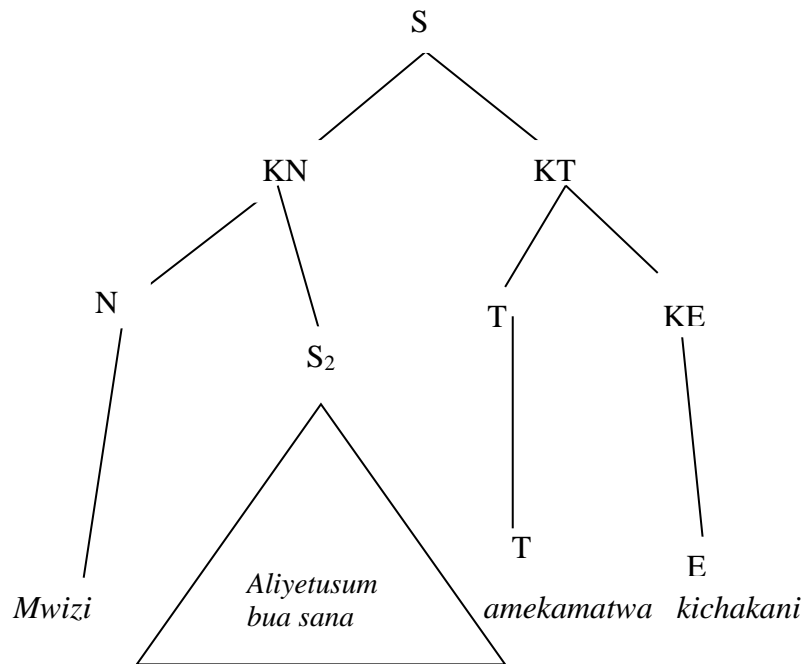 S
KN KT
N T KE
S₂
T E
Aliyetusum
bua sana
Mwizi amekamatwa kichakani